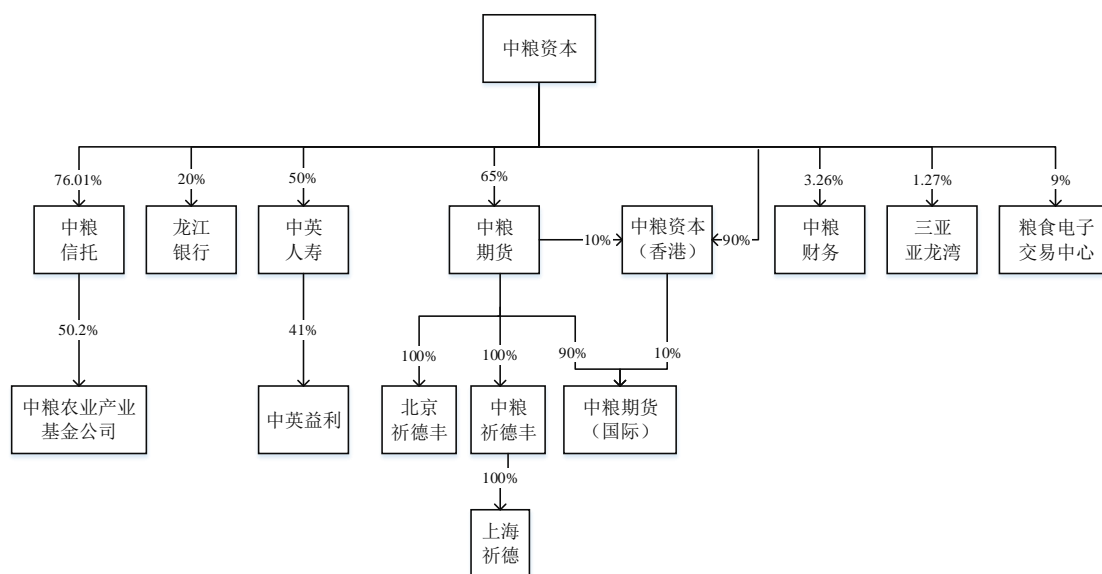 中粮资本
76.01%
20%
50%
65%
3.26%
1.27%
9%
中粮
信托
龙江
银行
中英
人寿
中粮
期货
10%
中粮资本
（香港）
90%
中粮
财务
三亚
亚龙湾
粮食电子
交易中心
50.2%
41%
100%
100%
90%
10%
中粮农业产业
基金公司
中英益利
北京
祈德丰
中粮
祈德丰
中粮期货
（国际）
100%
上海
祈德